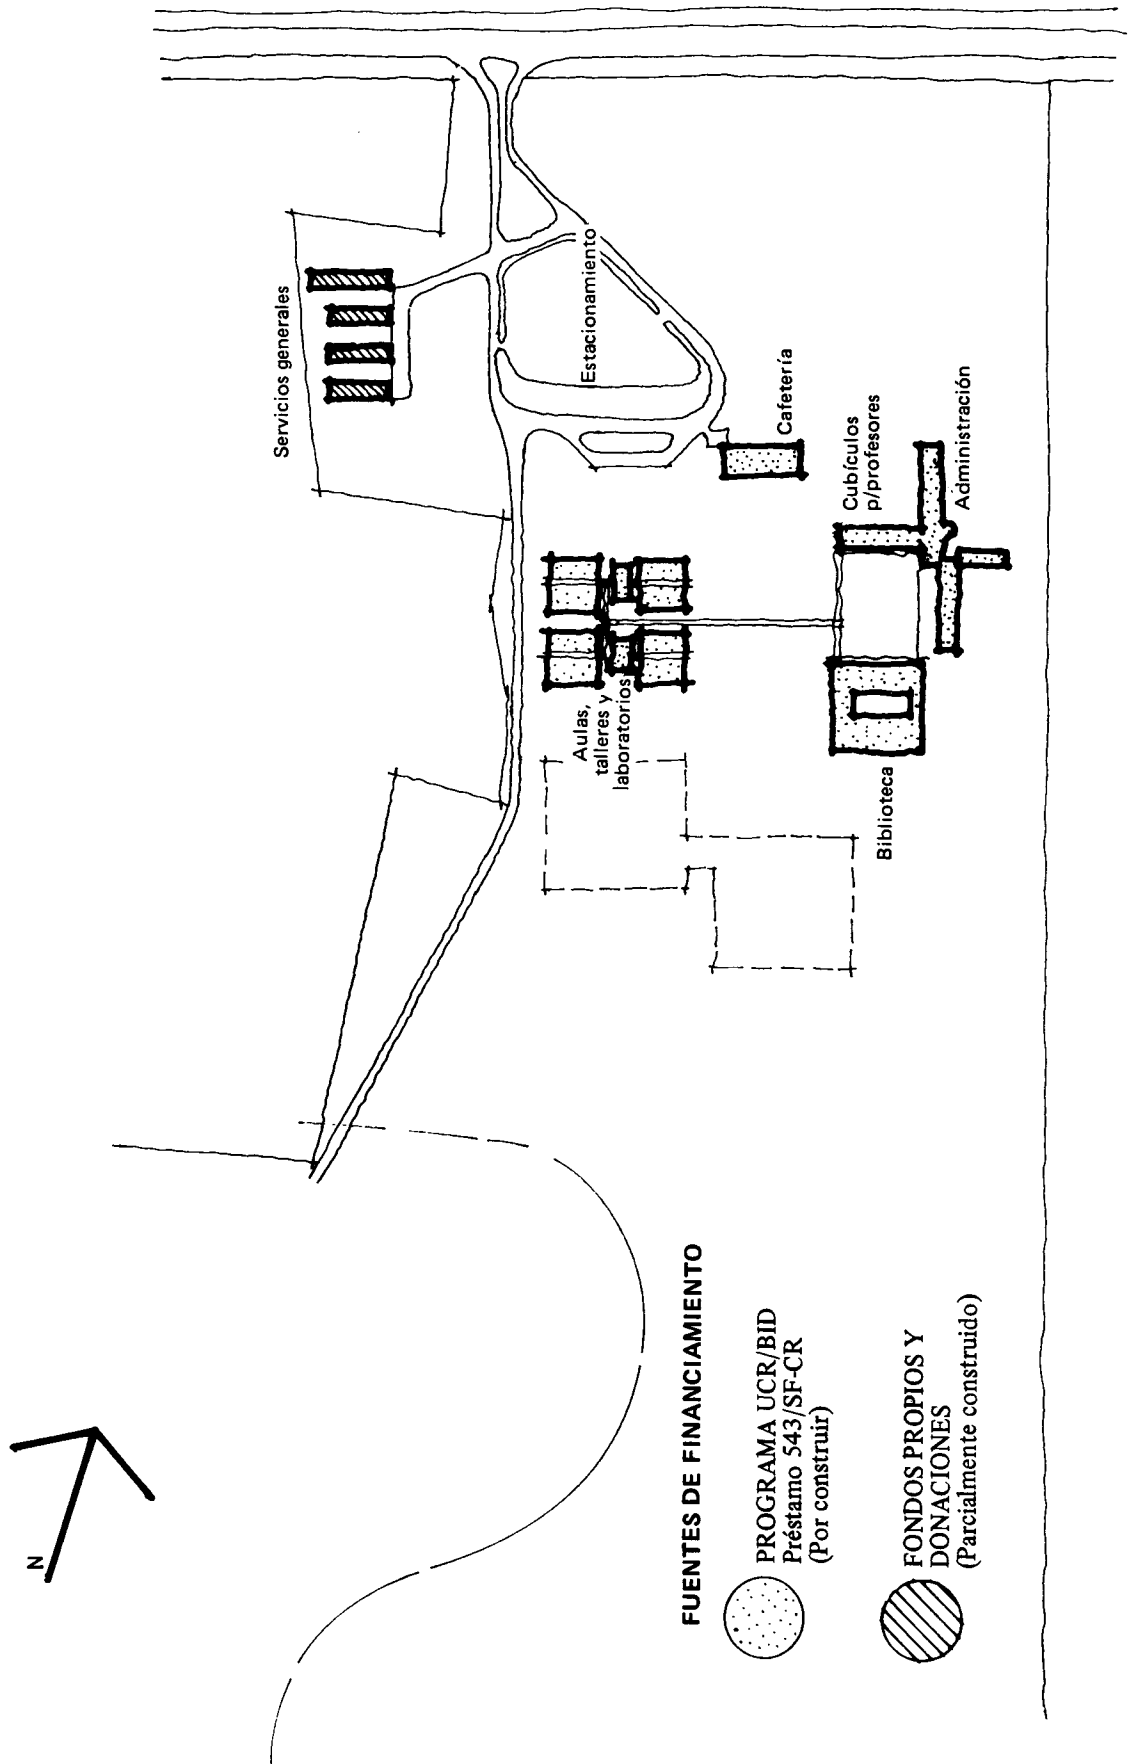 Servicios generales
Estacionamiento
Cafetería
Cubículos
p/profesores
Administración
Aulas,
talleres y
laboratorios
Biblioteca
N
FUENTES DE FINANCIAMIENTO
PROGRAMA UCR/BID
Préstamo 543/SF-CR
(Por construir)
FONDOS PROPIOS Y
DONACIONES
(Parcialmente construido)